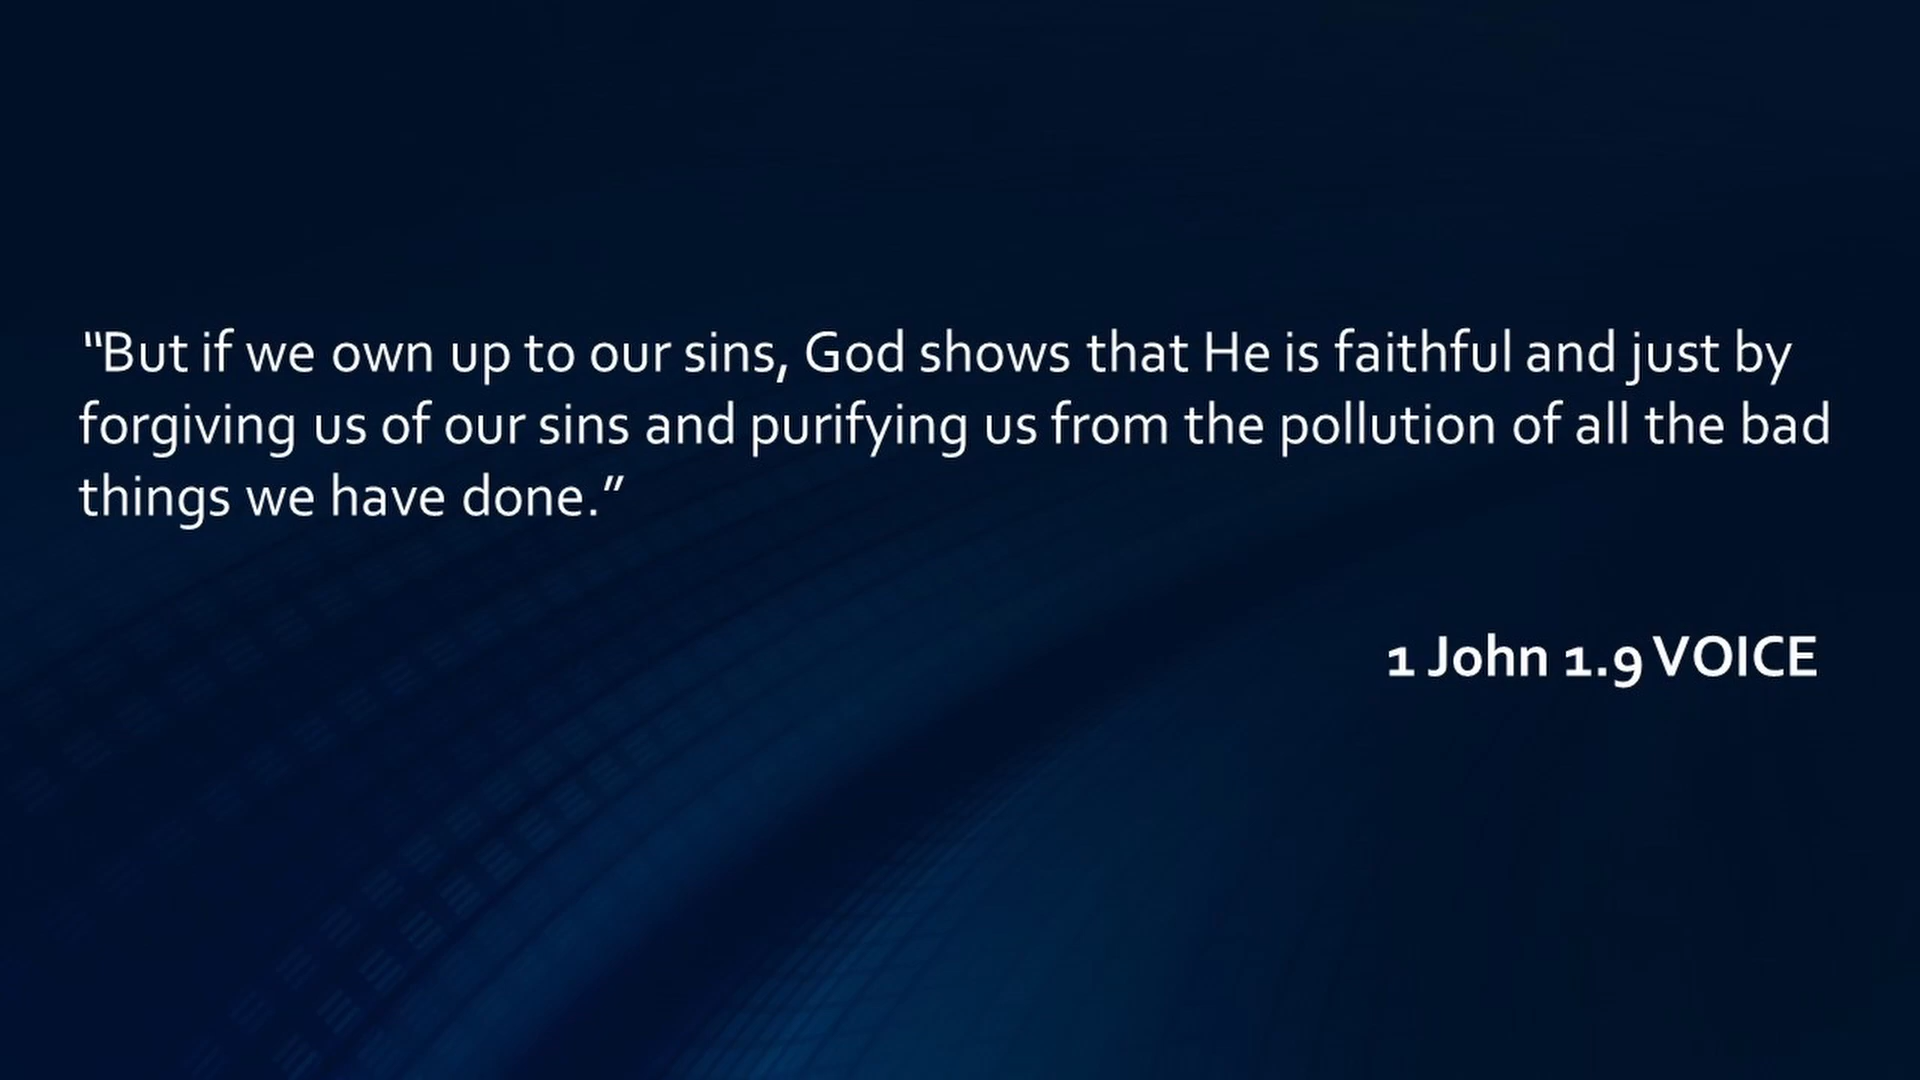 “But if we own up to our sins, God shows that He is faithful and just by
forgiving us of our sins and purifying us from the pollution of all the bad
things we have done.”
1 John 1.9 VOICE